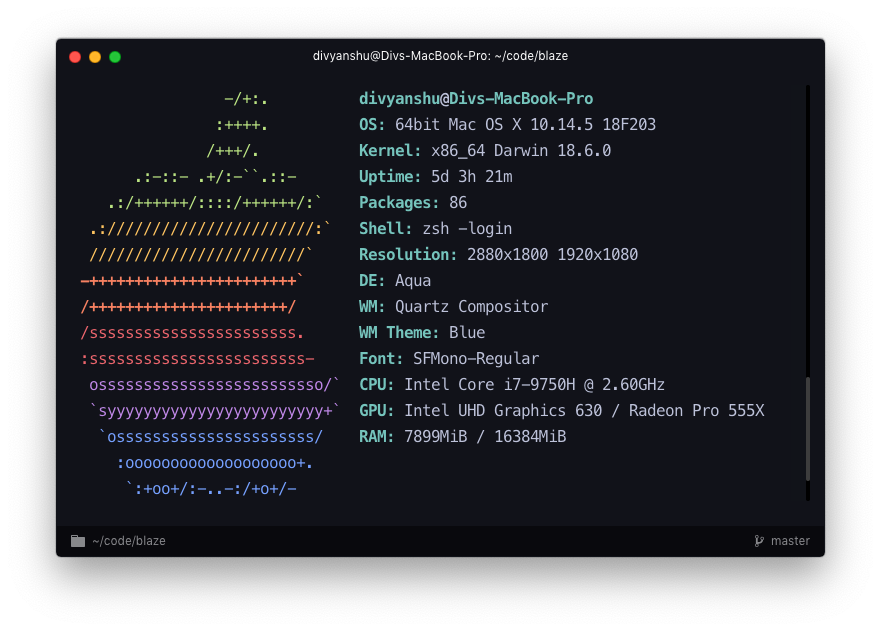 divyanshu@Divs-MacBook-Pro: ~/code/blaze
-/+:.
divyanshu@Divs-MacBook-Pro
:++++.
OS: 64bit Mac OS X 10.14.5 18F203
/+++/.
Kernel: x86_64 Darwin 18.6.0
.:-::- .+/:-``.::-
Uptime: 5d 3h 21m
.:/++++++/::::/++++++/:`
Packages: 86
.:///////////////////////:`
Shell: zsh -login
////////////////////////`
Resolution: 2880x1800 1920x1080
-+++++++++++++++++++++++`
DE: Aqua
/++++++++++++++++++++++/
WM: Quartz Compositor
/sssssssssssssssssssssss.
WM Theme: Blue
:ssssssssssssssssssssssss-
Font: SFMono-Regular
osssssssssssssssssssssssso/`
CPU: Intel Core i7-9750H @ 2.60GHz
`syyyyyyyyyyyyyyyyyyyyyyyy+`
GPU: Intel UHD Graphics 630 / Radeon Pro 555X
`ossssssssssssssssssssss/
RAM: 7899MiB / 16384MiB
:ooooooooooooooooooo+.
`:+oo+/:-..-:/+o+/-
~/code/blaze
master